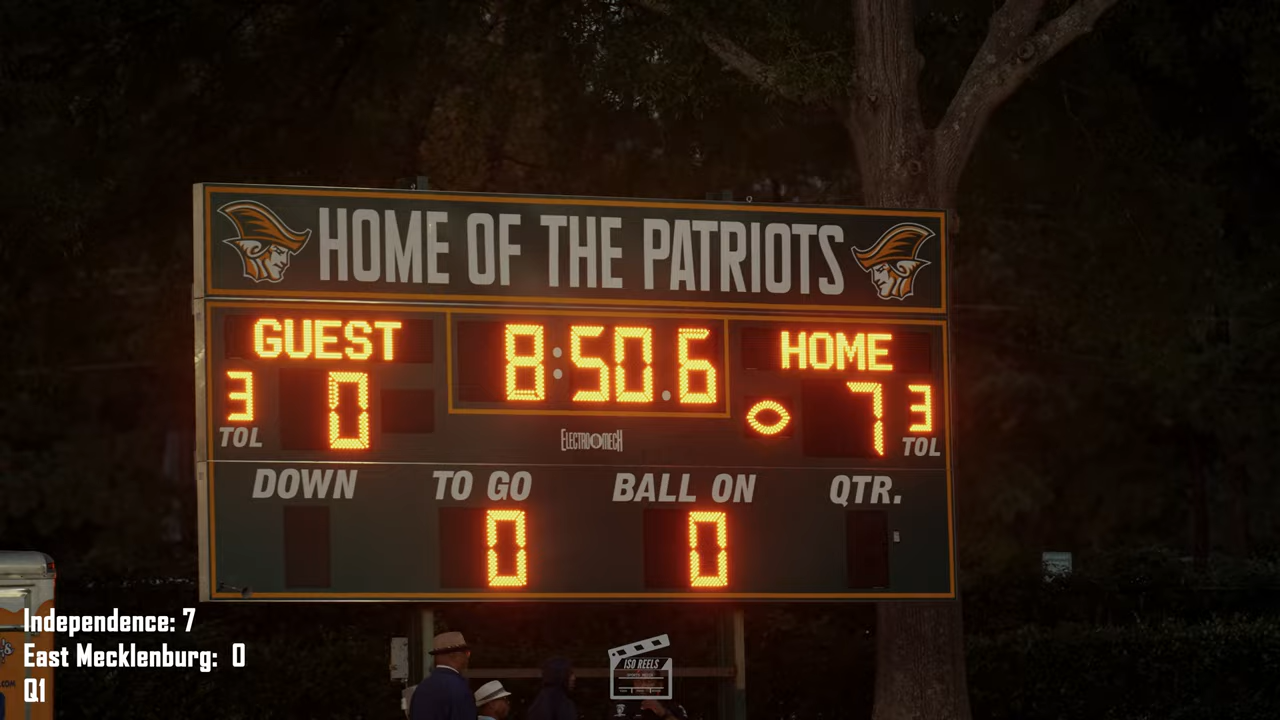 HOME OF THE PATRIOTS
GUEST 8:50.6 HOME
3 0 7 3
TOL ELECTRO-MECH TOL
DOWN TO GO BALL ON QTR.
0 0
Independence: 7
East Mecklenburg: 0
Q1
ISO REELS